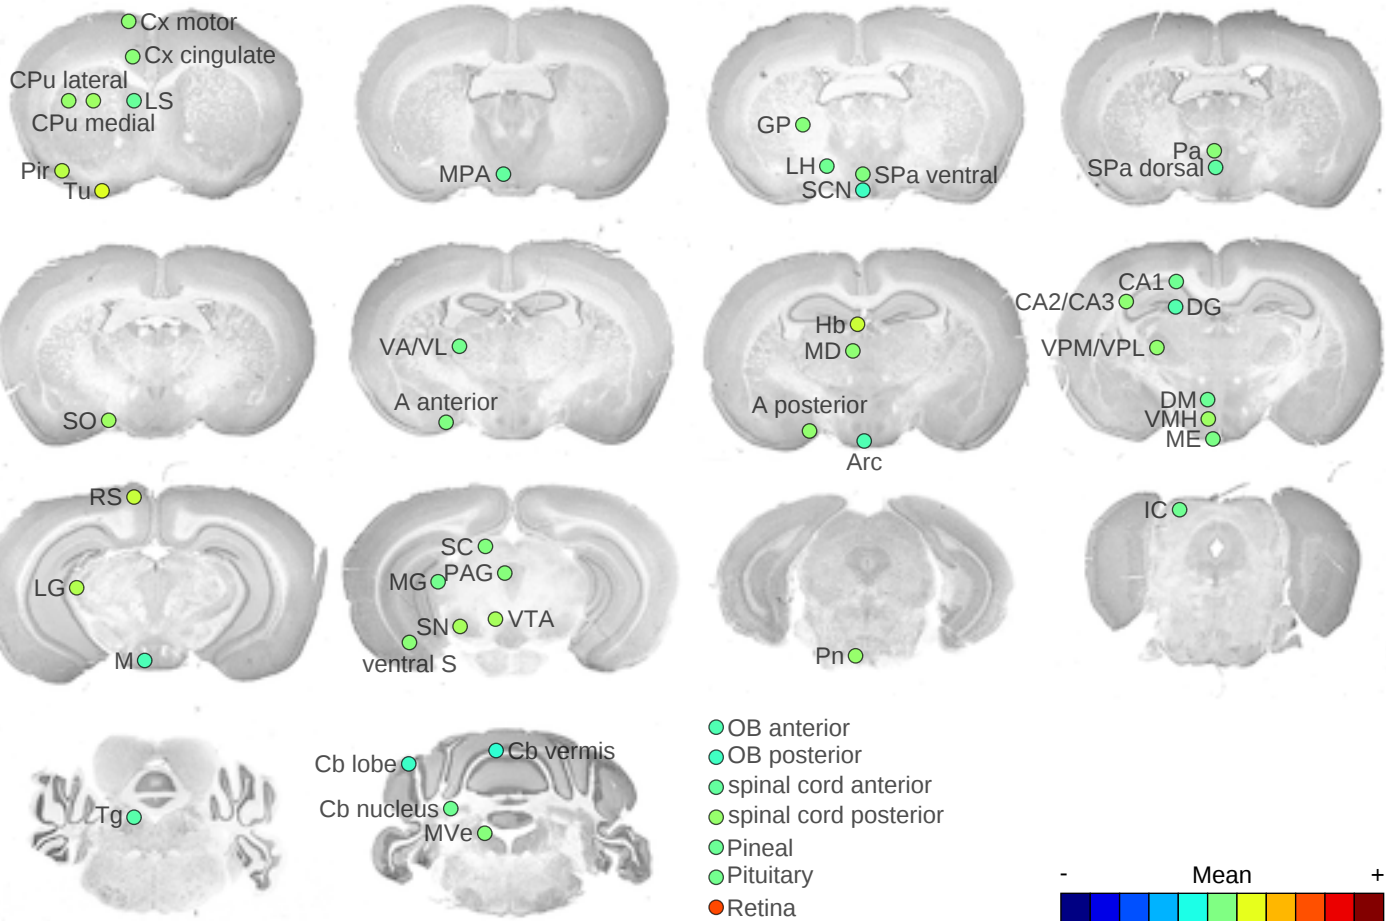 Cx motor
Cx cingulate
CPu lateral
LS
CPu medial
Pir
Tu
MPA
GP
LH
SPa ventral
SCN
Pa
SPa dorsal
SO
VA/VL
A anterior
Hb
MD
A posterior
Arc
CA1
CA2/CA3
DG
VPM/VPL
DM
VMH
ME
RS
LG
M
SC
MG
PAG
SN
VTA
ventral S
Pn
IC
Tg
Cb lobe
Cb vermis
Cb nucleus
MVe
OB anterior
OB posterior
spinal cord anterior
spinal cord posterior
Pineal
Pituitary
Retina
- Mean +